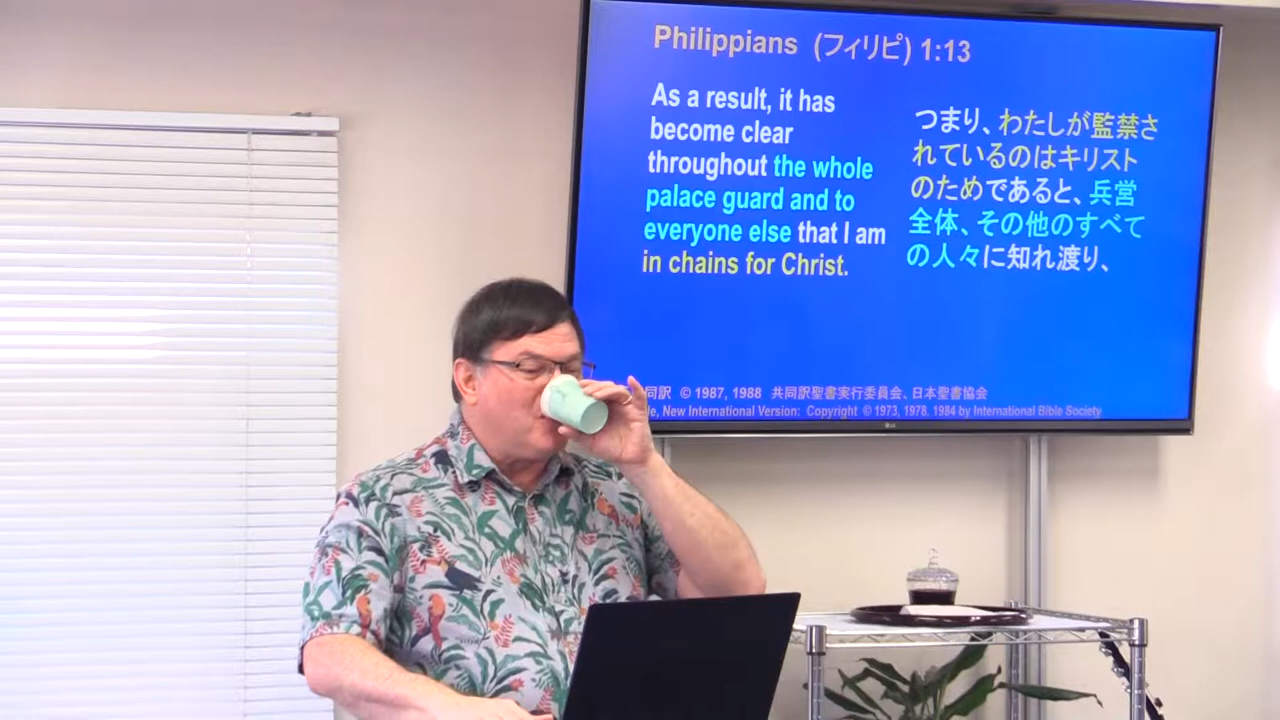 Philippians (フィリピ) 1:13
As a result, it has
become clear
throughout the whole
palace guard and to
everyone else that I am
in chains for Christ.
つまり、わたしが監禁さ
れているのはキリスト
のためであると、兵営
全体、その他のすべて
の人々に知れ渡り、
同訳 © 1987, 1988 共同訳聖書実行委員会、日本聖書協会
New International Version: Copyright © 1973, 1978, 1984 by International Bible Society
LG